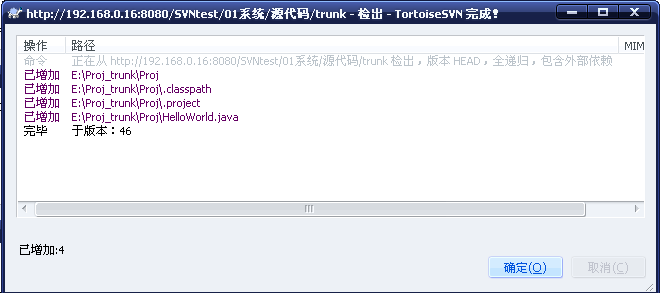 http://192.168.0.16:8080/SVNtest/01系统/源代码/trunk - 检出 - TortoiseSVN 完成!
操作 路径 MIM
命令 正在从 http://192.168.0.16:8080/SVNtest/01系统/源代码/trunk 检出，版本 HEAD，全递归，包含外部依赖
已增加 E:\Proj_trunk\Proj
已增加 E:\Proj_trunk\Proj\.classpath
已增加 E:\Proj_trunk\Proj\.project
已增加 E:\Proj_trunk\Proj\HelloWorld.java
完毕 于版本：46
已增加:4
确定(O) 取消(C)